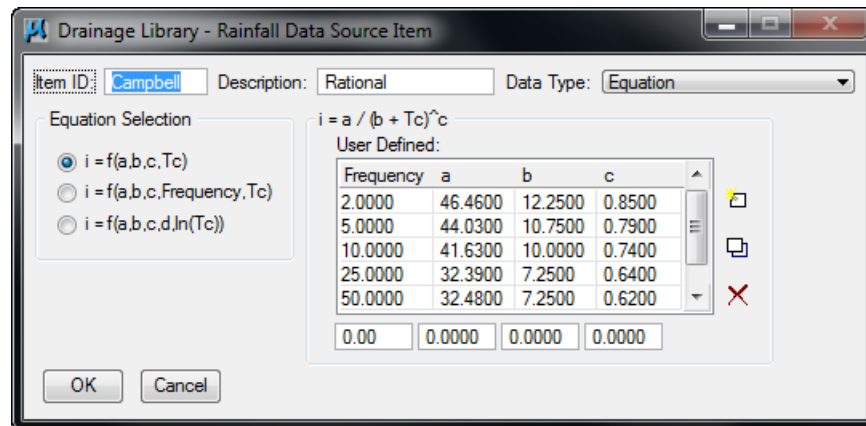 Drainage Library - Rainfall Data Source Item
Item ID: Campbell Description: Rational Data Type: Equation
Equation Selection
i = f(a,b,c,Tc)
i = f(a,b,c,Frequency,Tc)
i = f(a,b,c,d,ln(Tc))
i = a / (b + Tc)^c
User Defined:
Frequency a b c
2.0000 46.4600 12.2500 0.8500
5.0000 44.0300 10.7500 0.7900
10.0000 41.6300 10.0000 0.7400
25.0000 32.3900 7.2500 0.6400
50.0000 32.4800 7.2500 0.6200
0.00 0.0000 0.0000 0.0000
OK Cancel